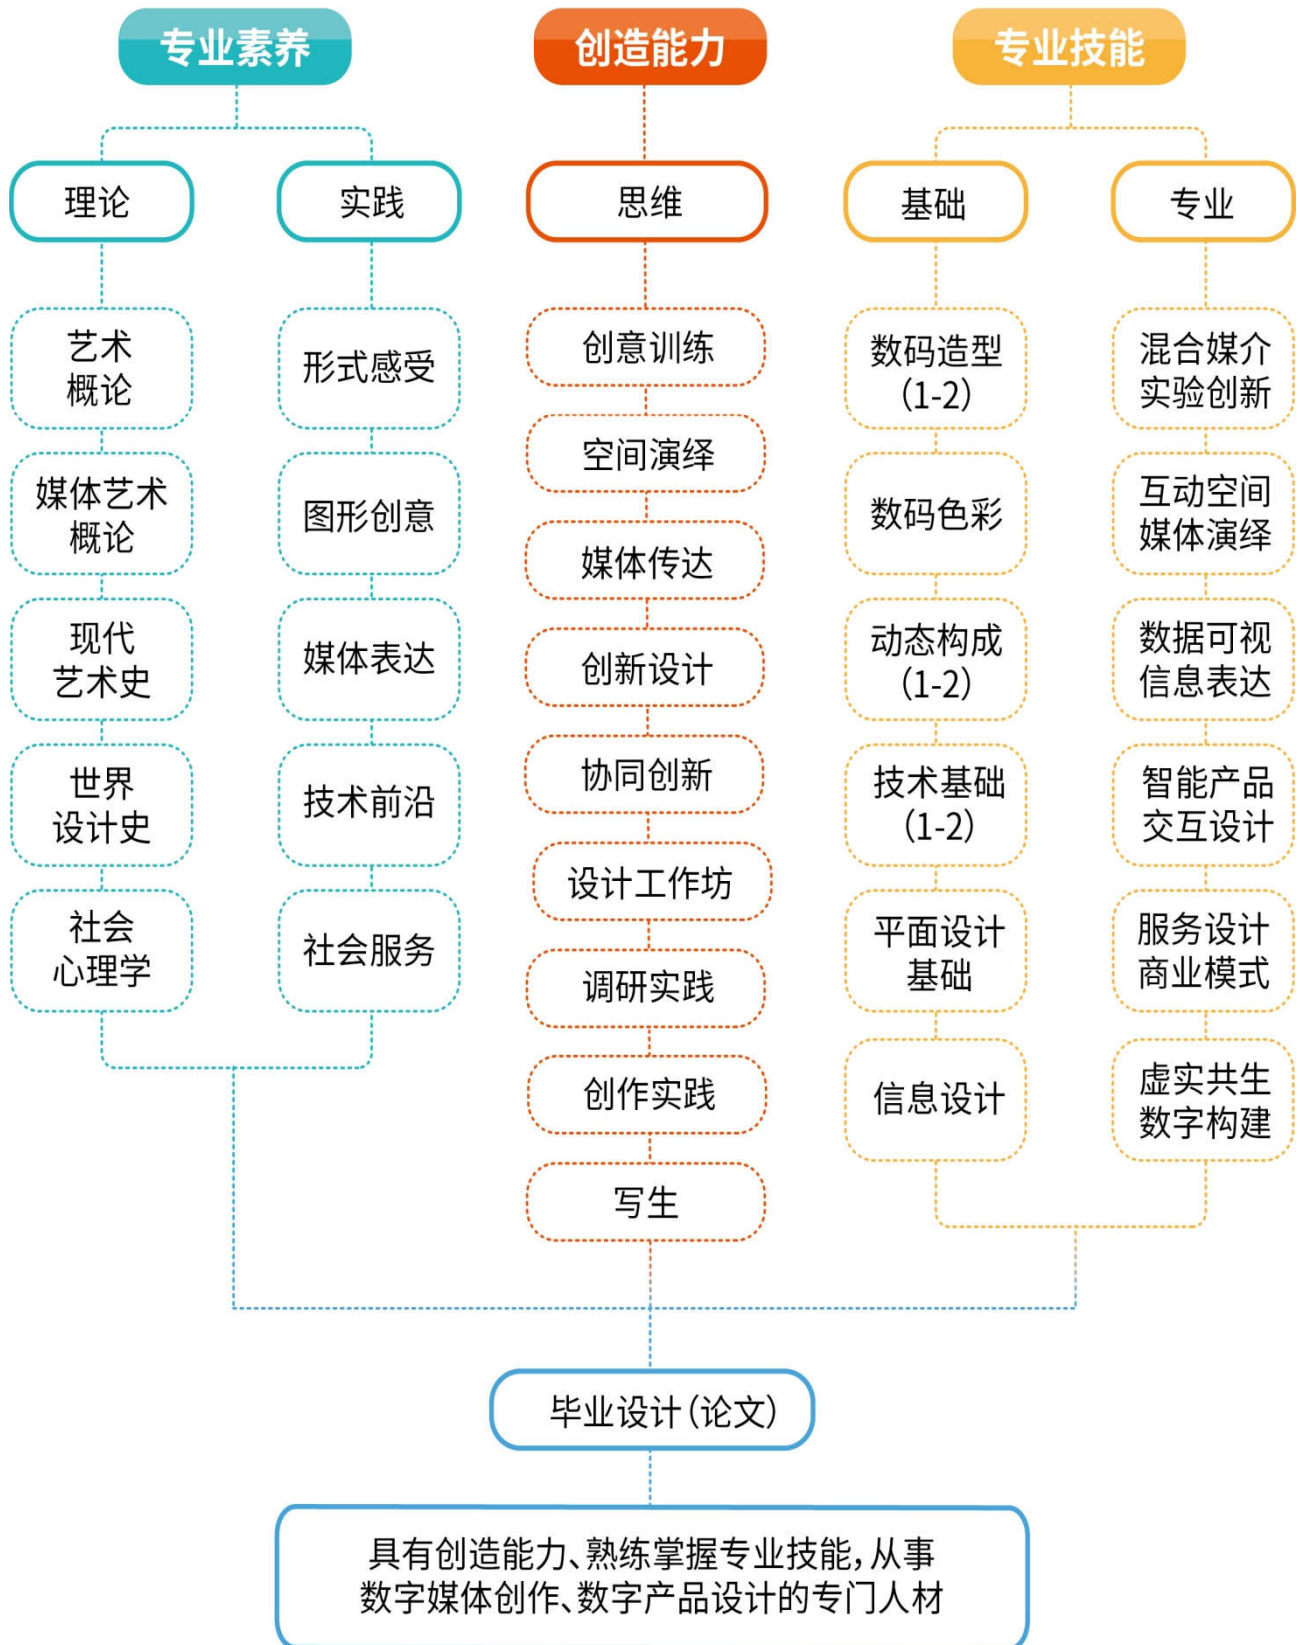 专业素养
创造能力
专业技能
理论
实践
思维
基础
专业
艺术
概论
媒体艺术
概论
现代
艺术史
世界
设计史
社会
心理学
形式感受
图形创意
媒体表达
技术前沿
社会服务
创意训练
空间演绎
媒体传达
创新设计
协同创新
设计工作坊
调研实践
创作实践
写生
数码造型
(1-2)
数码色彩
动态构成
(1-2)
技术基础
(1-2)
平面设计
基础
信息设计
混合媒介
实验创新
互动空间
媒体演绎
数据可视
信息表达
智能产品
交互设计
服务设计
商业模式
虚实共生
数字构建
毕业设计(论文)
具有创造能力、熟练掌握专业技能,从事
数字媒体创作、数字产品设计的专门人材